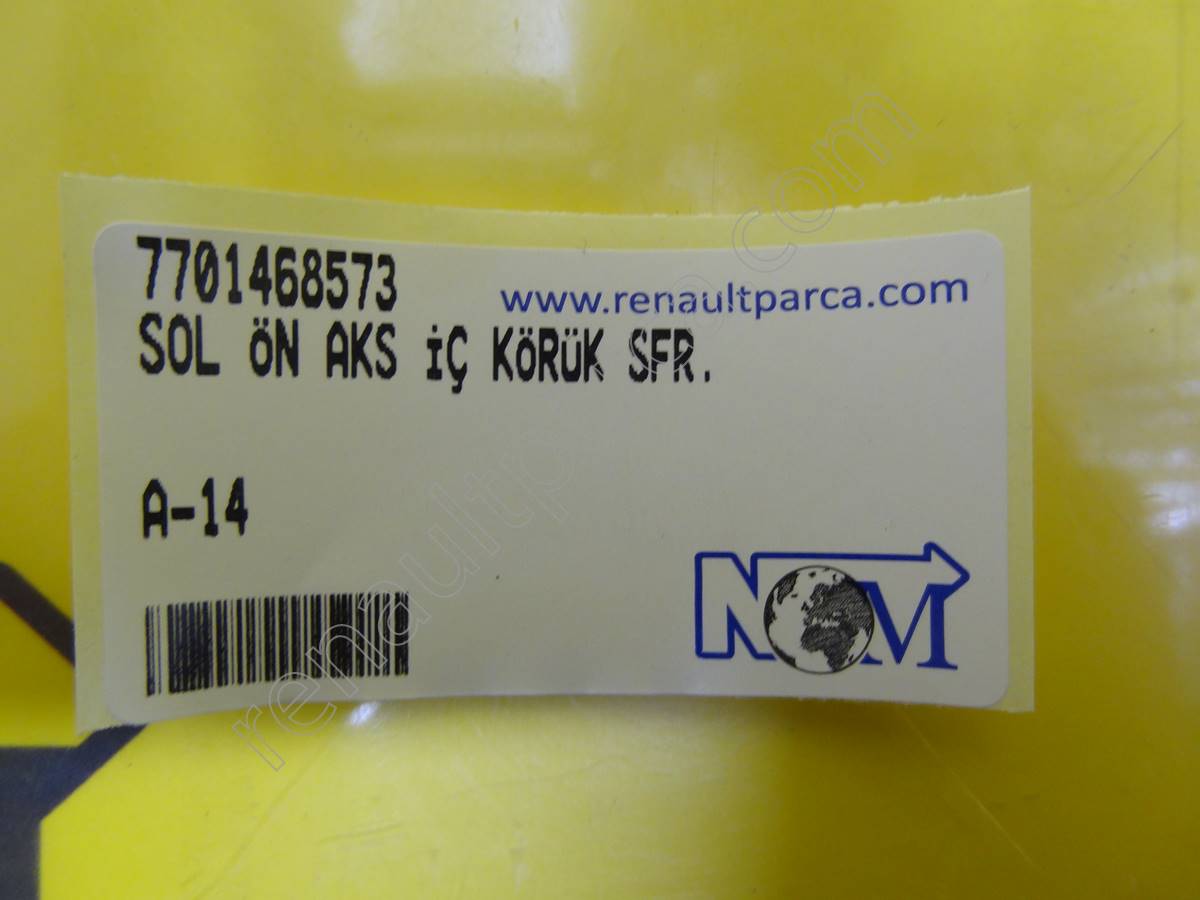 7701468573
www.renaultparca.com
SOL ÖN AKS İÇ KÖRÜK SFR.
A-14
NOM
renaultparca.com